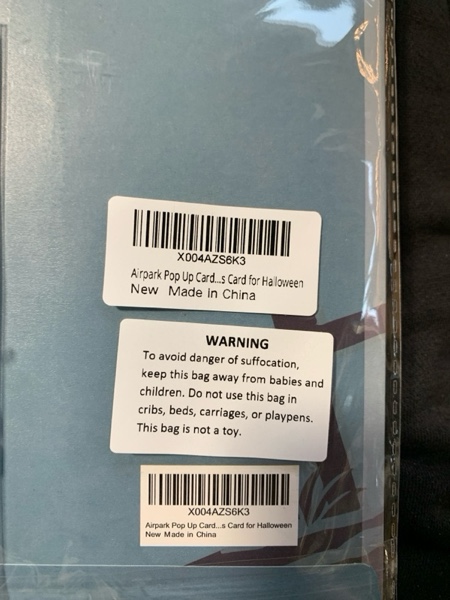 X004AZS6K3
Airpark Pop Up Card...s Card for Halloween
New Made in China
WARNING
To avoid danger of suffocation,
keep this bag away from babies and
children. Do not use this bag in
cribs, beds, carriages, or playpens.
This bag is not a toy.
X004AZS6K3
Airpark Pop Up Card...s Card for Halloween
New Made in China